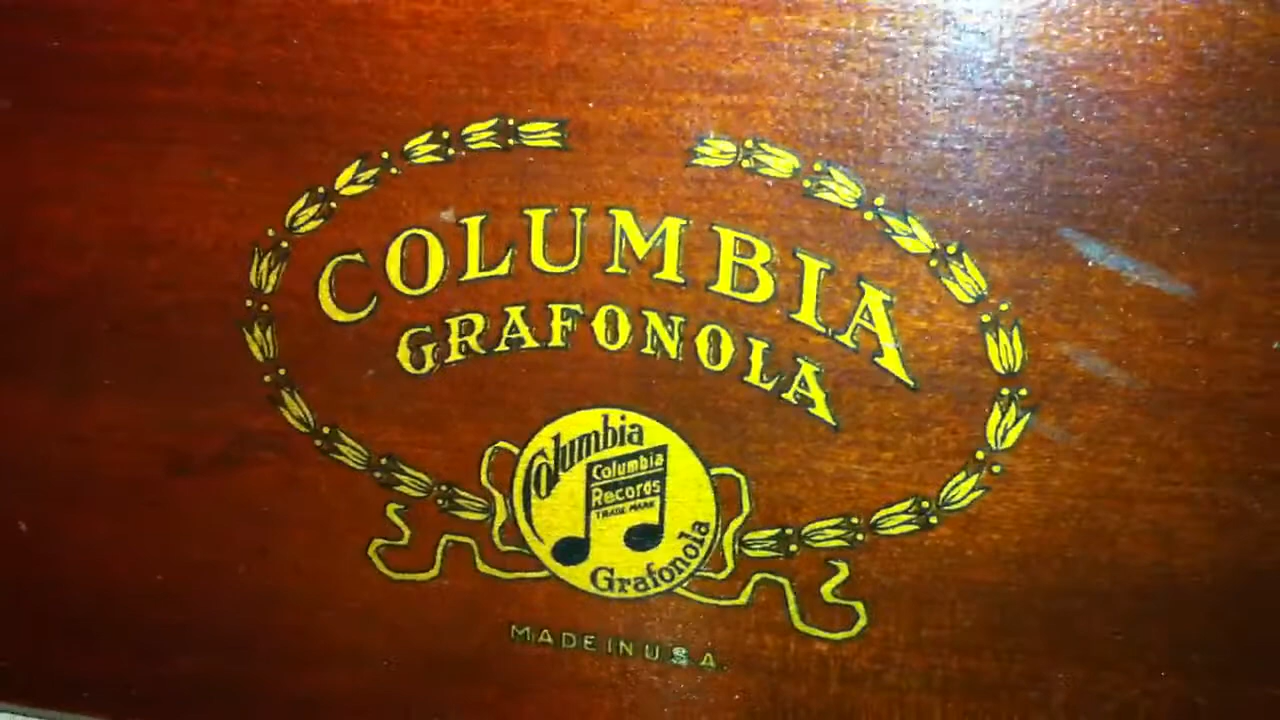 COLUMBIA
GRAFONOLA
Columbia
Columbia
Records
TRADE MARK
Grafonola
MADE IN U.S.A.